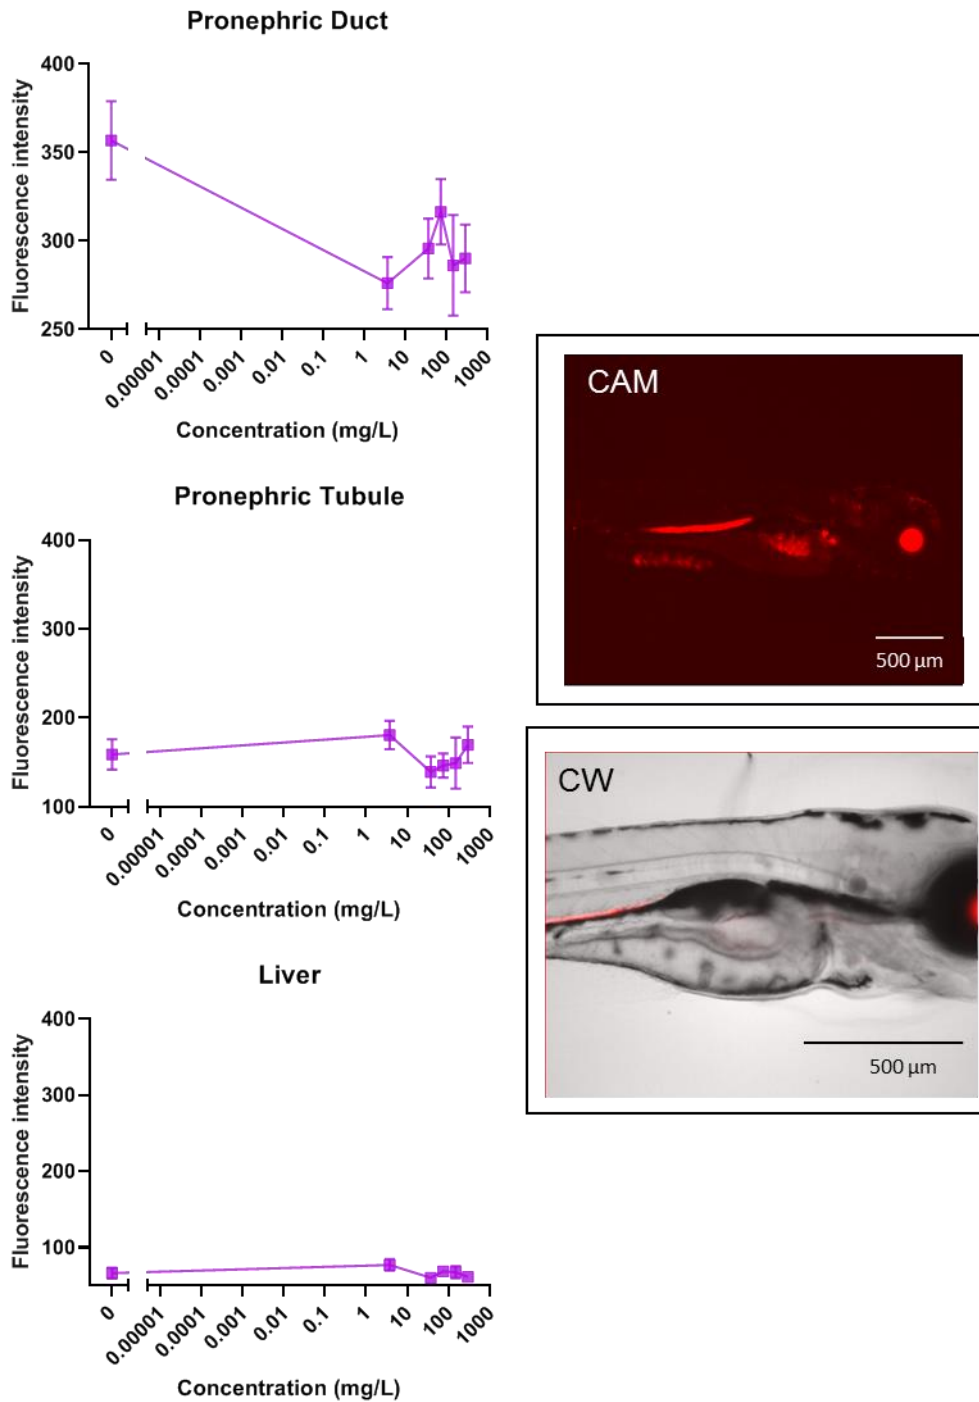 Pronephric Duct
Fluorescence intensity
400
350
300
250
0 0.00001 0.0001 0.001 0.01 0.1 1 10 100 1000
Concentration (mg/L)
Pronephric Tubule
Fluorescence intensity
400
300
200
100
0 0.00001 0.0001 0.001 0.01 0.1 1 10 100 1000
Concentration (mg/L)
Liver
Fluorescence intensity
400
300
200
100
0 0.00001 0.0001 0.001 0.01 0.1 1 10 100 1000
Concentration (mg/L)
CAM
500 µm
CW
500 µm